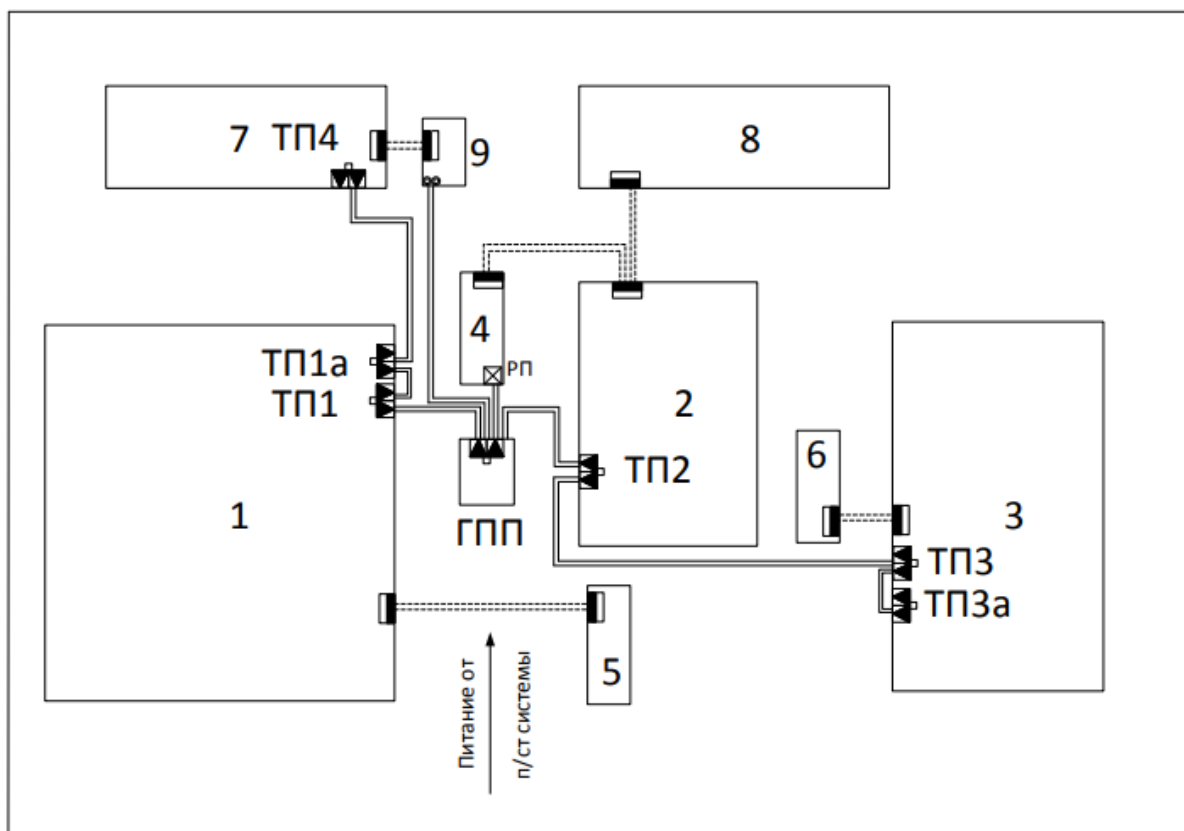 7 ТП4
9
8
4
РП
ТП1а
ТП1
2
ТП2
6
1
ГПП
3
ТП3
ТП3а
5
Питание от
п/ст системы